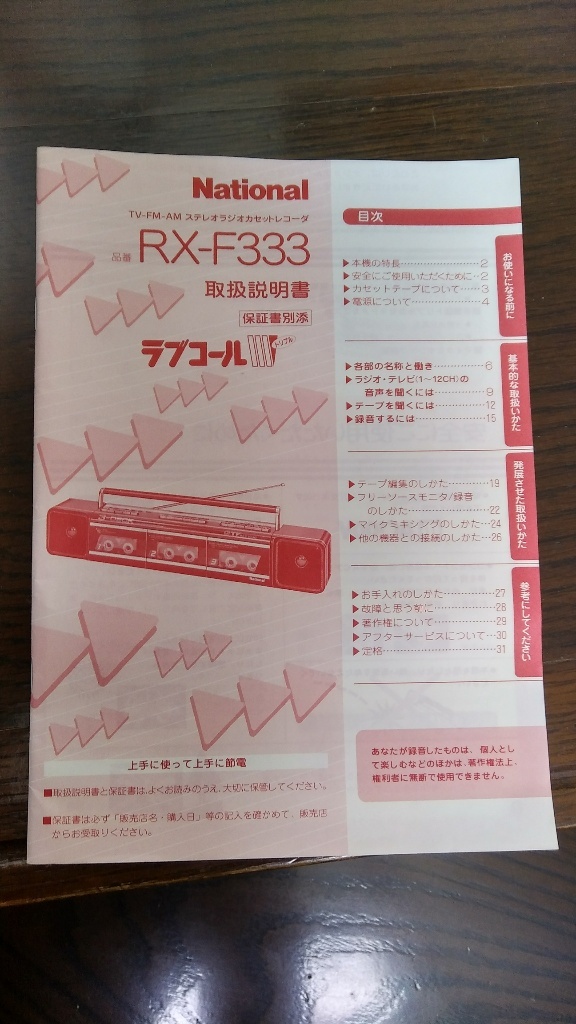 National
TV-FM-AM ステレオラジオカセットレコーダ
品番 RX-F333
取扱説明書
保証書別添
ラブコールW トリプル
1 2 3
National
上手に使って上手に節電
■取扱説明書と保証書は、よくお読みのうえ、大切に保管してください。
■保証書は必ず「販売店名・購入日」等の記入を確かめて、販売店
からお受取りください。
目次
▶本機の特長……………………2
▶安全にご使用いただくために…2
▶カセットテープについて………3
▶電源について……………………4
お使いになる前に
▶各部の名称と働き………………6
▶ラジオ・テレビ(1〜12CH)の
音声を聞くには…………………9
▶テープを聞くには………………12
▶録音するには……………………15
基本的な取扱いかた
▶テープ編集のしかた……………19
▶フリーソースモニタ/録音
のしかた…………………………22
▶マイクミキシングのしかた…24
▶他の機器との接続のしかた…26
発展させた取扱いかた
▶お手入れのしかた………………27
▶故障と思う前に…………………28
▶著作権について…………………29
▶アフターサービスについて…30
▶定格………………………………31
参考にしてください
あなたが録音したものは、個人とし
て楽しむなどのほかは、著作権法上、
権利者に無断で使用できません。